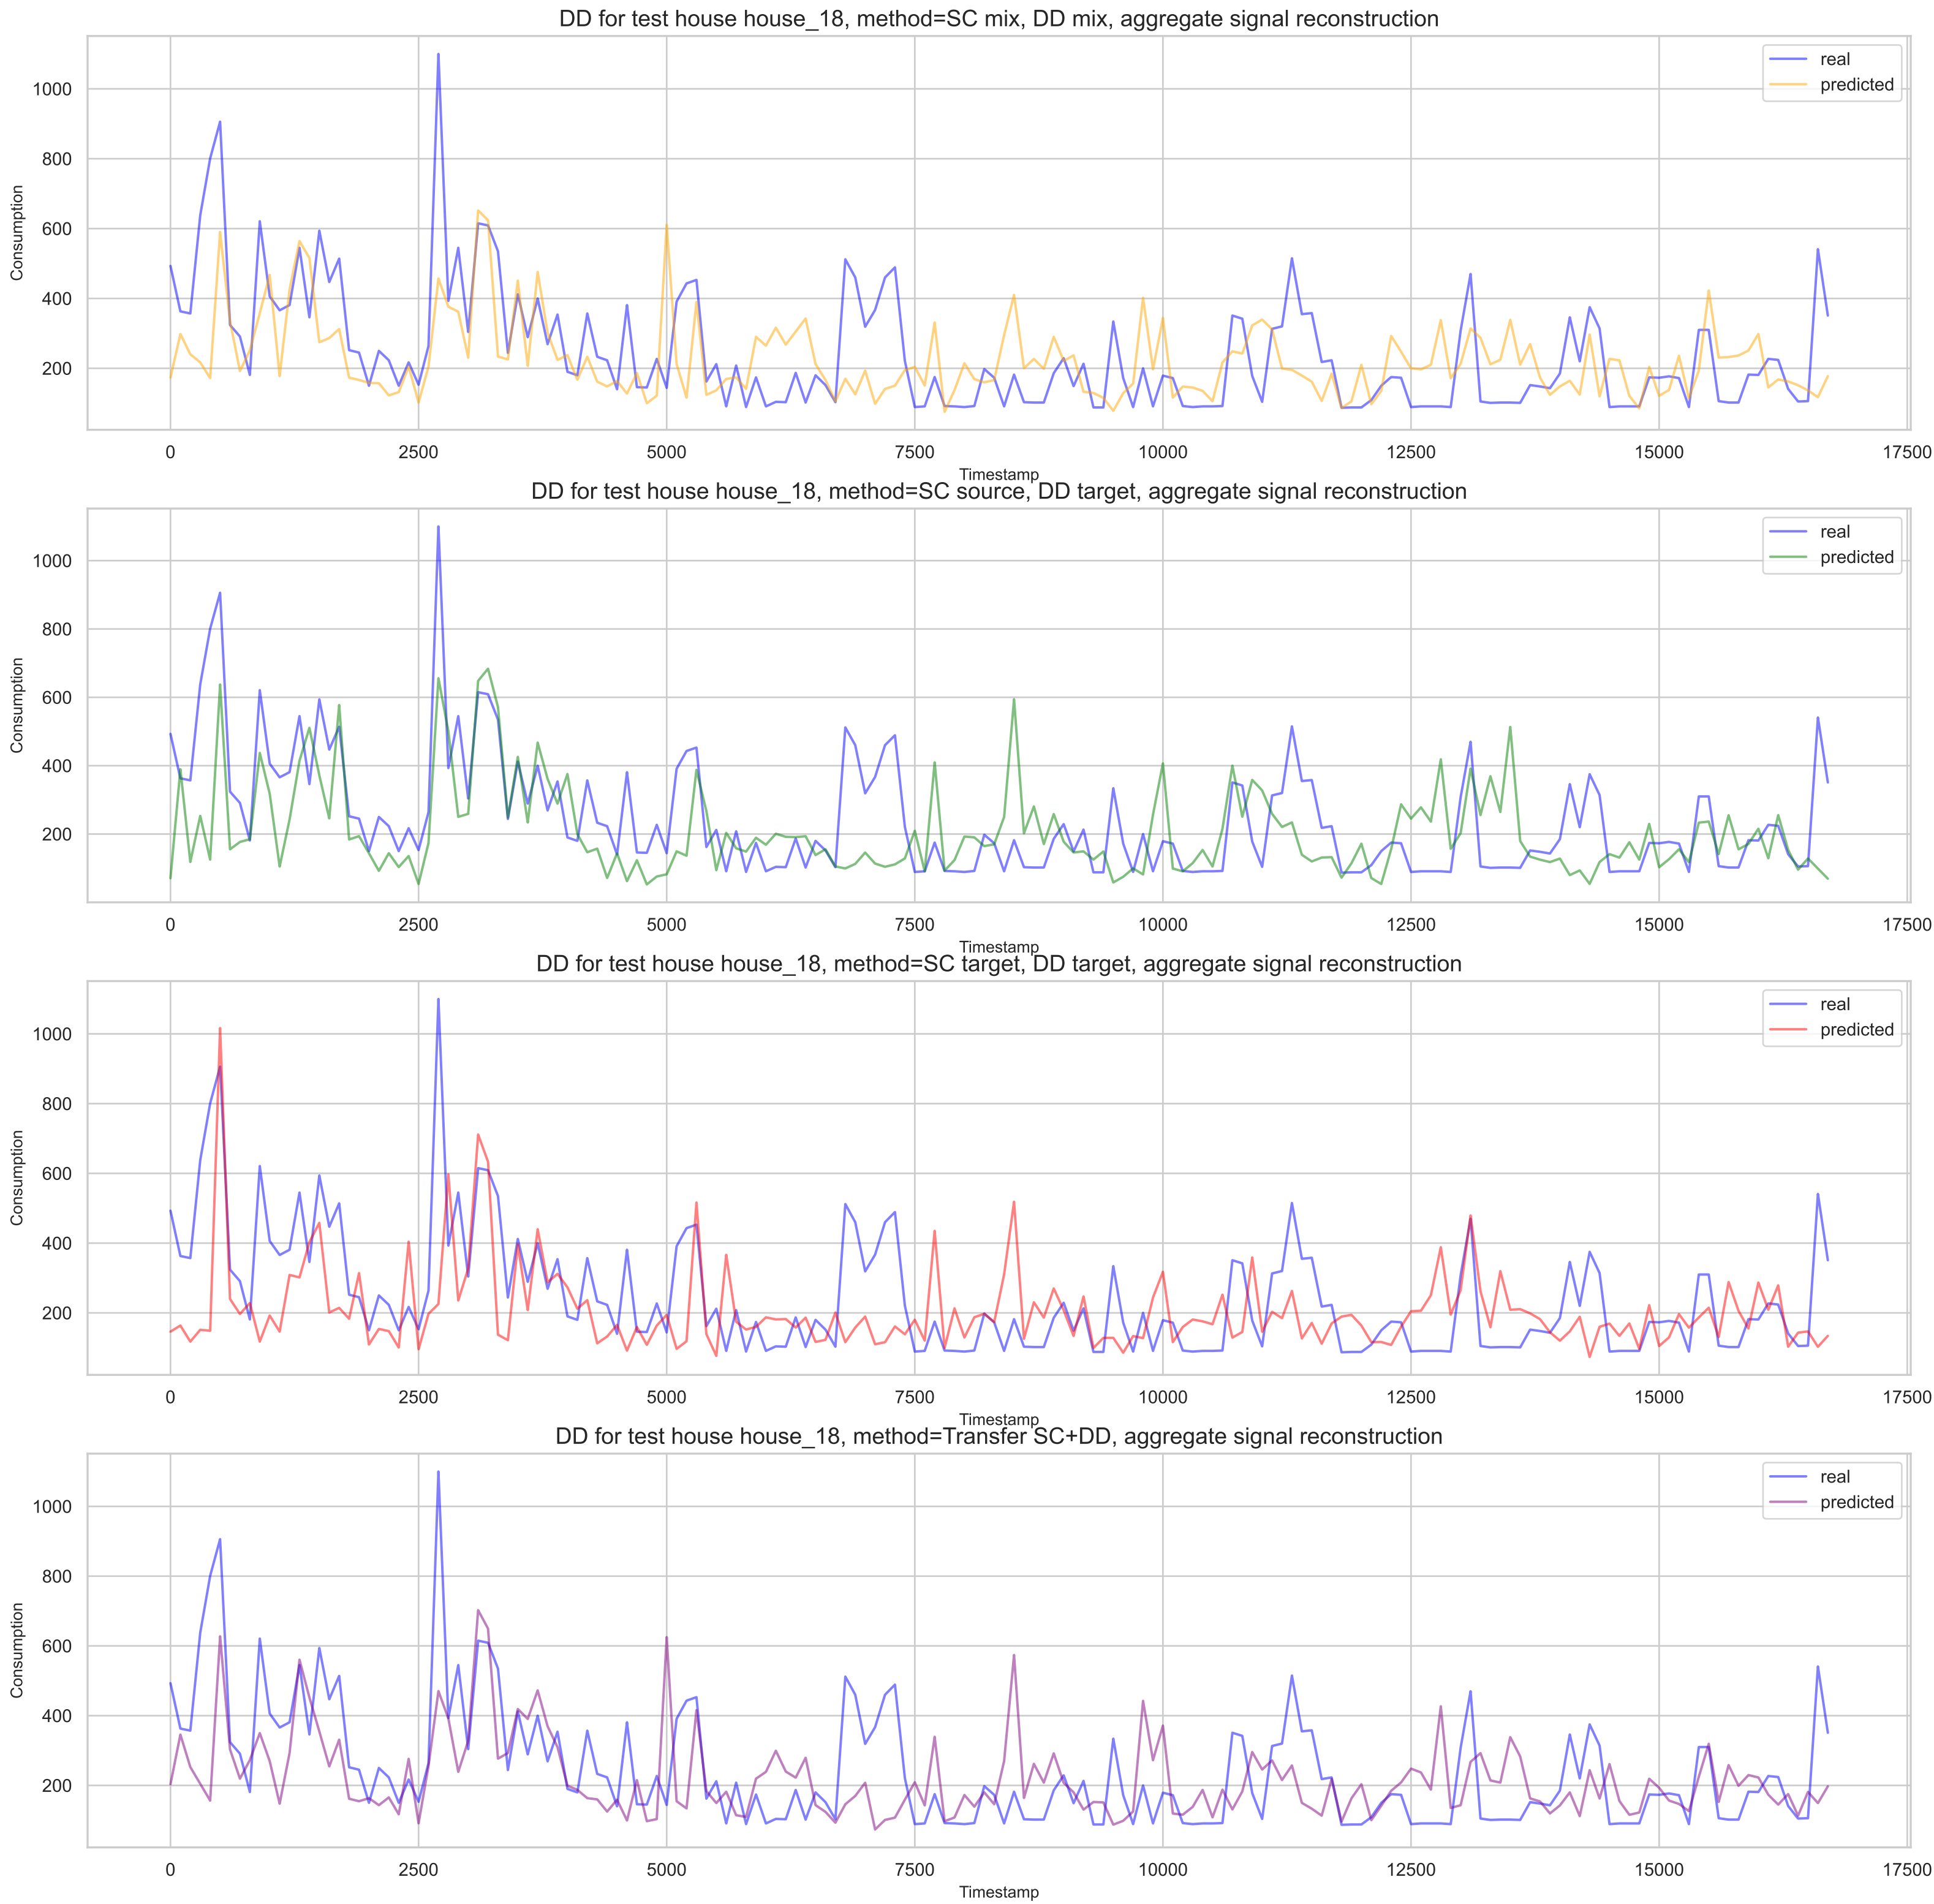 DD for test house house_18, method=SC mix, DD mix, aggregate signal reconstruction
real
predicted
1000
800
600
400
200
Consumption
0 2500 5000 7500 10000 12500 15000 17500
Timestamp
DD for test house house_18, method=SC source, DD target, aggregate signal reconstruction
real
predicted
1000
800
600
400
200
Consumption
0 2500 5000 7500 10000 12500 15000 17500
Timestamp
DD for test house house_18, method=SC target, DD target, aggregate signal reconstruction
real
predicted
1000
800
600
400
200
Consumption
0 2500 5000 7500 10000 12500 15000 17500
Timestamp
DD for test house house_18, method=Transfer SC+DD, aggregate signal reconstruction
real
predicted
1000
800
600
400
200
Consumption
0 2500 5000 7500 10000 12500 15000 17500
Timestamp